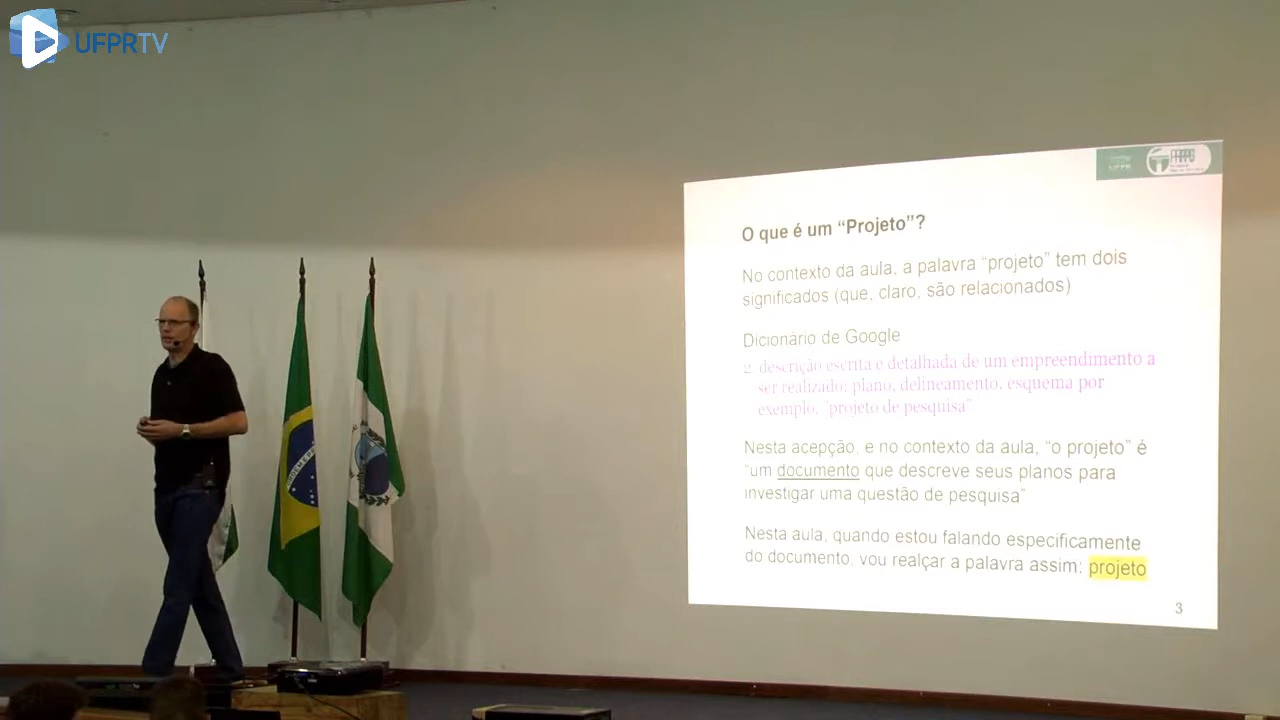 UFPRTV
UFPR
O que é um “Projeto”?
No contexto da aula, a palavra “projeto” tem dois
significados (que, claro, são relacionados)
Dicionário de Google
2. descrição escrita e detalhada de um empreendimento a
ser realizado; plano, delineamento, esquema por
exemplo, "projeto de pesquisa"
Nesta acepção, e no contexto da aula, “o projeto” é
“um documento que descreve seus planos para
investigar uma questão de pesquisa”
Nesta aula, quando estou falando especificamente
do documento, vou realçar a palavra assim: projeto
3